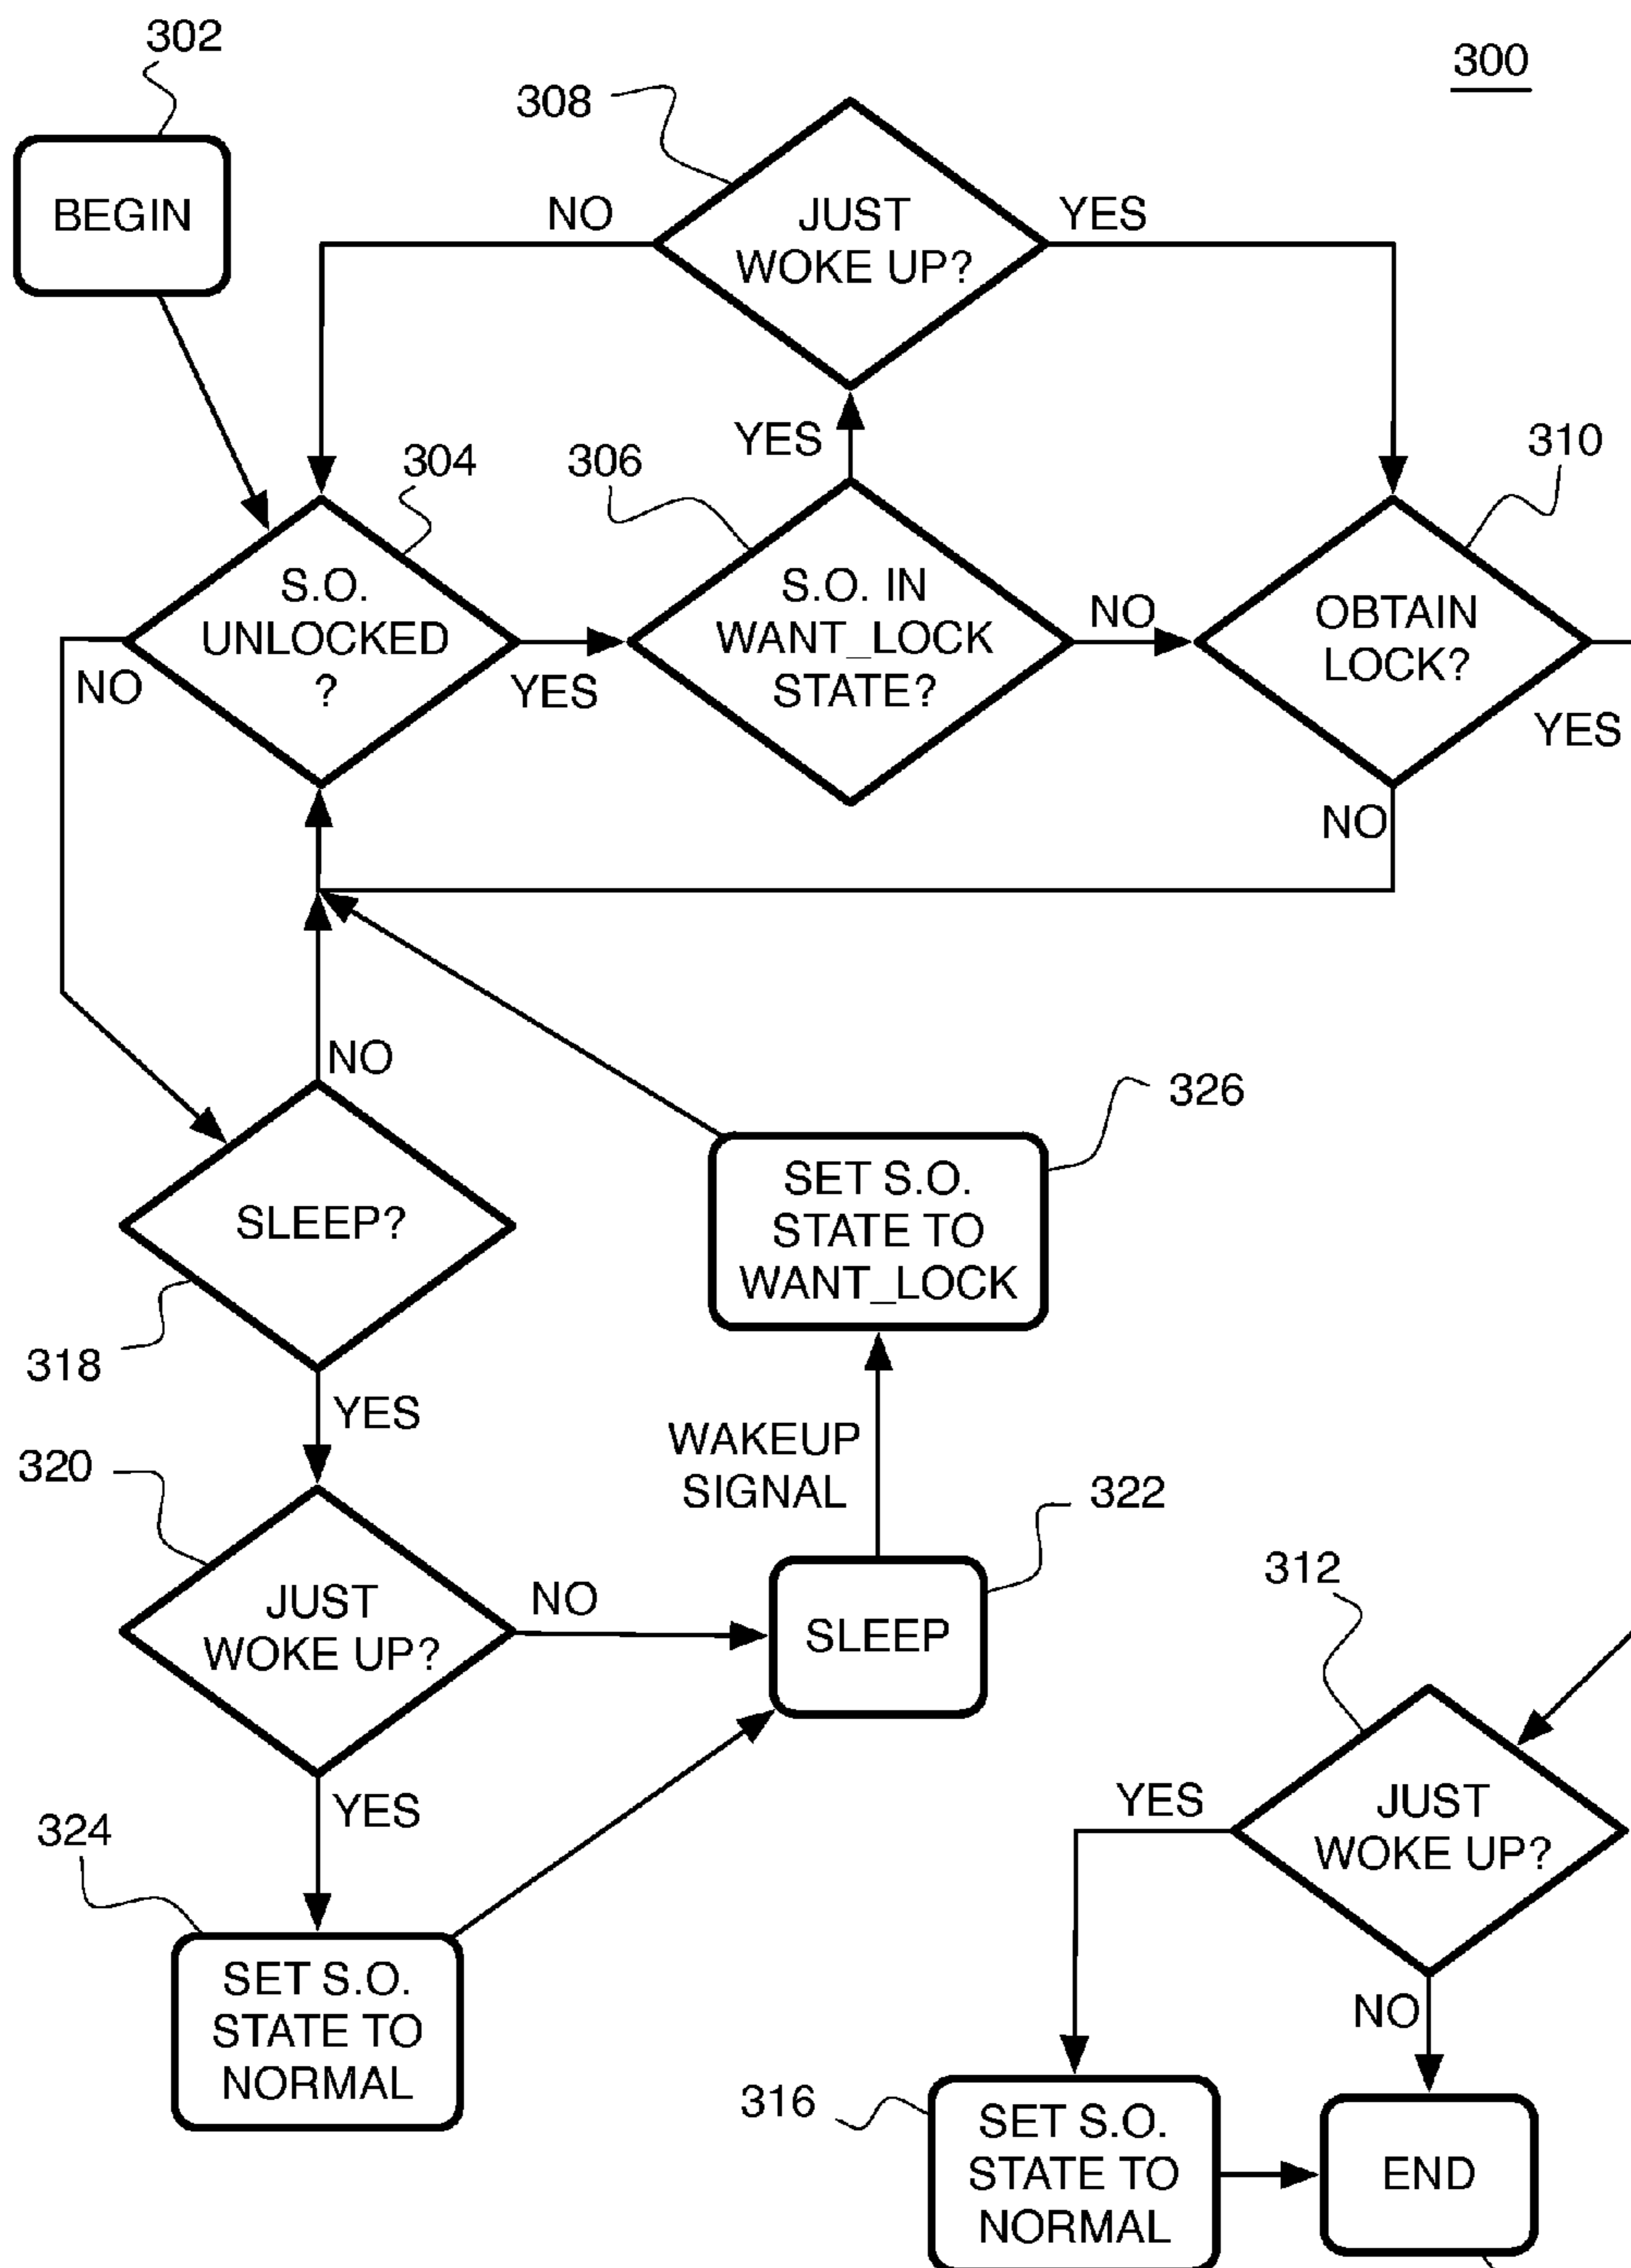 302
300
308
BEGIN
NO
JUST
WOKE UP?
YES
YES
304
306
310
S.O.
UNLOCKED
?
S.O. IN
WANT_LOCK
STATE?
NO
OBTAIN
LOCK?
NO
YES
YES
NO
NO
326
SLEEP?
SET S.O.
STATE TO
WANT_LOCK
318
YES
WAKEUP
SIGNAL
320
322
312
JUST
WOKE UP?
NO
SLEEP
YES
YES
JUST
WOKE UP?
324
SET S.O.
STATE TO
NORMAL
NO
316
SET S.O.
STATE TO
NORMAL
END